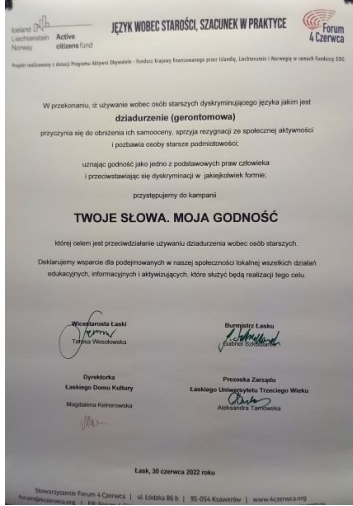 Iceland
Liechtenstein
Norway
Active
citizens fund
JĘZYK WOBEC STAROŚCI, SZACUNEK W PRAKTYCE
Forum
4 Czerwca
Projekt realizowany z dotacji Programu Aktywni Obywatele - Fundusz Krajowy finansowanego przez Islandię, Liechtenstein i Norwegię w ramach Funduszy EOG
W przekonaniu, iż używanie wobec osób starszych dyskryminującego języka jakim jest
dziadurzenie (gerontomowa)
przyczynia się do obniżenia ich samooceny, sprzyja rezygnacji ze społecznej aktywności
i pozbawia osoby starsze podmiotowości;
uznając godność jako jedno z podstawowych praw człowieka
i przeciwstawiając się dyskryminacji w jakiejkolwiek formie;
przystępujemy do kampanii
TWOJE SŁOWA. MOJA GODNOŚĆ
której celem jest przeciwdziałanie używaniu dziadurzenia wobec osób starszych.
Deklarujemy wsparcie dla podejmowanych w naszej społeczności lokalnej wszelkich działań
edukacyjnych, informacyjnych i aktywizujących, które służyć będą realizacji tego celu.
Wicestarosta Łaski
Teresa Wesołowska
Burmistrz Łasku
Gabriel Szkudlarek
Dyrektorka
Łaskiego Domu Kultury
Magdalena
Prezeska Zarządu
Łaskiego Uniwersytetu Trzeciego Wieku
Aleksandra Tarnowska
Łask, 30 czerwca 2022 roku
Stowarzyszenie Forum 4 Czerwca | ul. Łódzka 86 b | 95-054 Ksawerów | www.4czerwca.org
forum@4czerwca.org